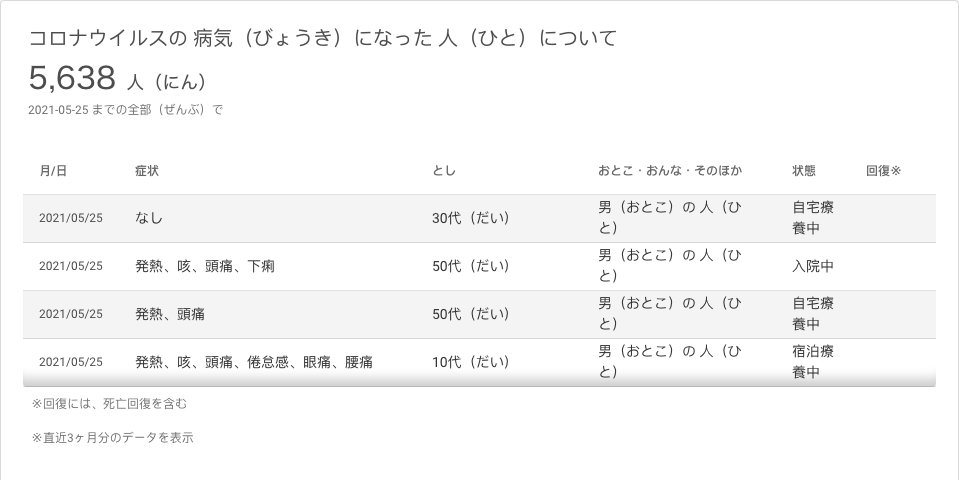 コロナウイルスの 病気（びょうき）になった 人（ひと）について
5,638 人（にん）
2021-05-25 までの全部（ぜんぶ）で
月/日 症状 とし おとこ・おんな・そのほか 状態 回復※
2021/05/25 なし 30代（だい） 男（おとこ）の 人（ひ
と） 自宅療
養中
2021/05/25 発熱、咳、頭痛、下痢 50代（だい） 男（おとこ）の 人（ひ
と） 入院中
2021/05/25 発熱、頭痛 50代（だい） 男（おとこ）の 人（ひ
と） 自宅療
養中
2021/05/25 発熱、咳、頭痛、倦怠感、眼痛、腰痛 10代（だい） 男（おとこ）の 人（ひ
と） 宿泊療
養中
※回復には、死亡回復を含む
※直近3ヶ月分のデータを表示